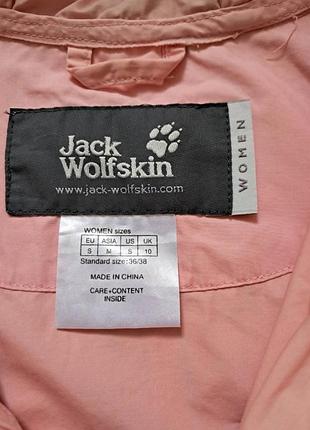 Jack
Wolfskin
www.jack-wolfskin.com
WOMEN
WOMEN sizes
EU ASIA US UK
S M S 10
Standard size: 36/38
MADE IN CHINA
CARE+CONTENT
INSIDE